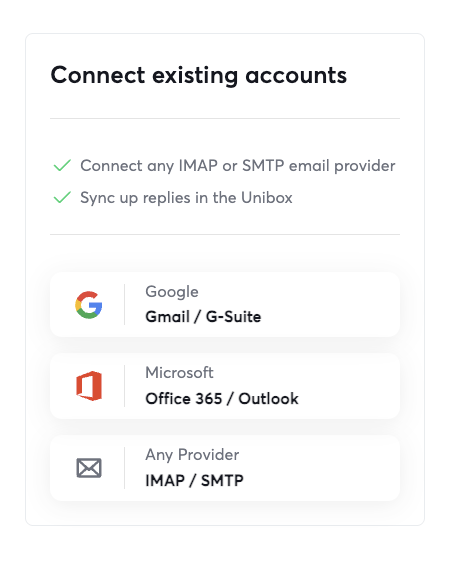 Connect existing accounts
Connect any IMAP or SMTP email provider
Sync up replies in the Unibox
Google
Gmail / G-Suite
Microsoft
Office 365 / Outlook
Any Provider
IMAP / SMTP